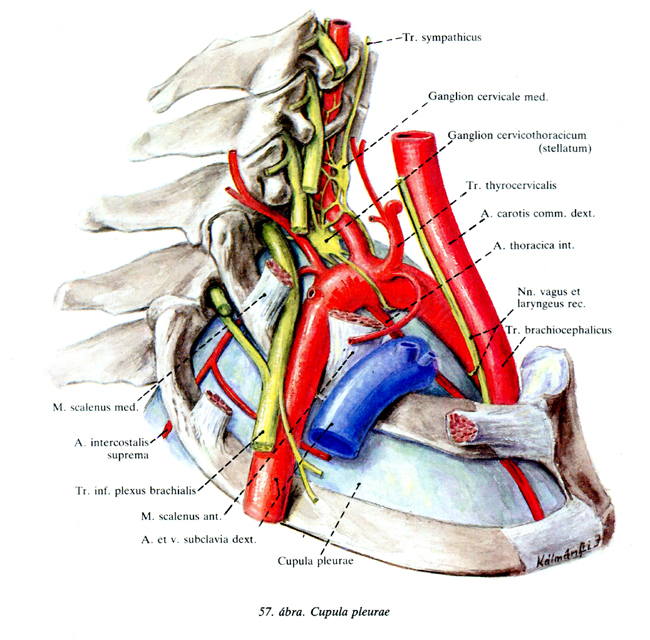 Tr. sympathicus
Ganglion cervicale med.
Ganglion cervicothoracicum
(stellatum)
Tr. thyrocervicalis
A. carotis comm. dext.
A. thoracica int.
Nn. vagus et
laryngeus rec.
Tr. brachiocephalicus
M. scalenus med.
A. intercostalis
suprema
Tr. inf. plexus brachialis
M. scalenus ant.
A. et v. subclavia dext.
Cupula pleurae
57. ábra. Cupula pleurae